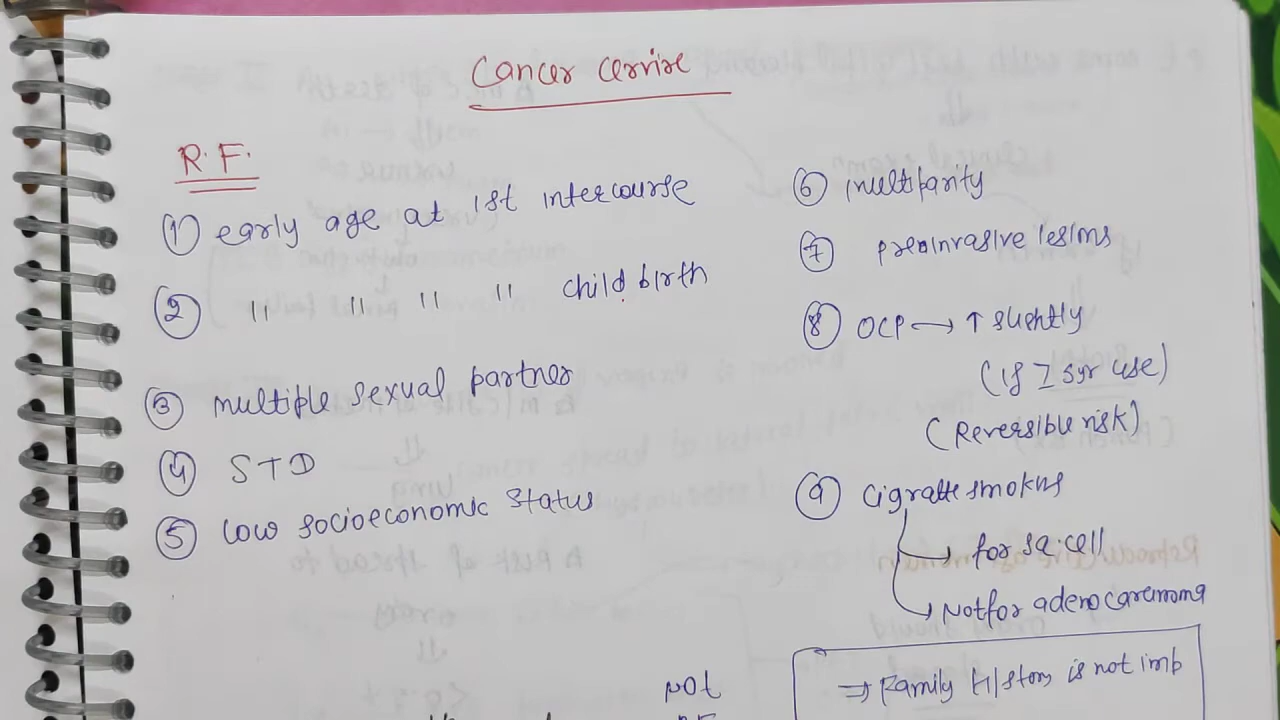 Cancer Cervixe
R.F.
① early age at 1st intercourse
② " " " " child birth
③ multiple sexual partner
④ STD
⑤ Low socioeconomic status
⑥ multiparity
⑦ preinvasive lesions
⑧ OCP → ↑ slightly
(If 5yr use)
(Reversible risk)
⑨ Cigratte smokers
→ for sq. cell
→ Not for adenocarcinoma
⇒ Family History is not imp
NOT